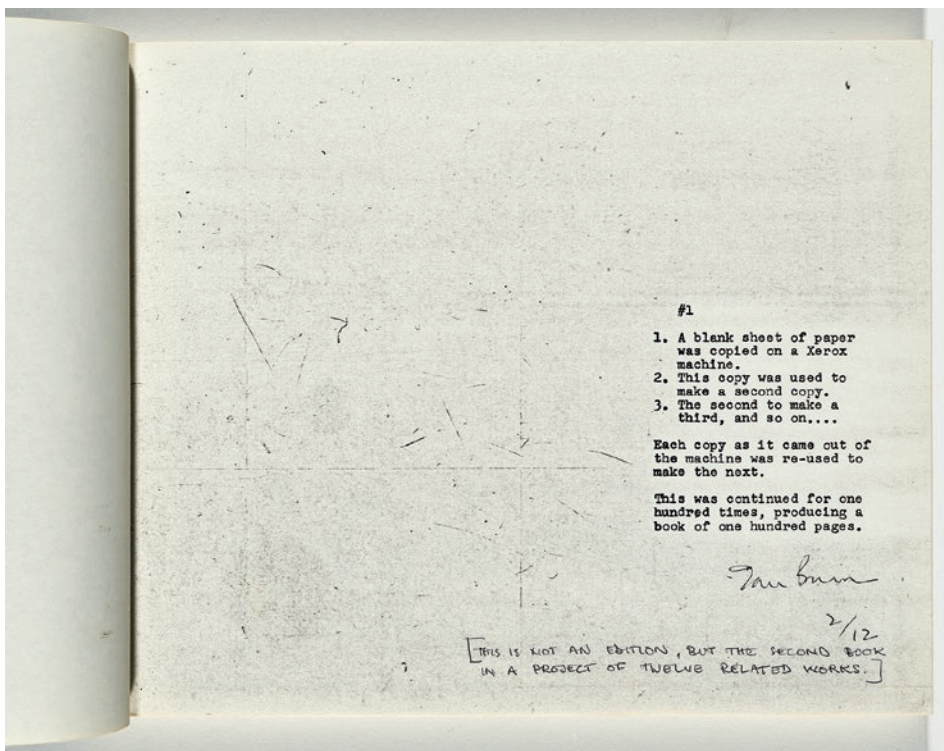 #1
1. A blank sheet of paper
was copied on a Xerox
machine.
2. This copy was used to
make a second copy.
3. The second to make a
third, and so on....
Each copy as it came out of
the machine was re-used to
make the next.
This was continued for one
hundred times, producing a
book of one hundred pages.
Ian Burn
2/12
[THIS IS NOT AN EDITION, BUT THE SECOND BOOK
IN A PROJECT OF TWELVE RELATED WORKS.]